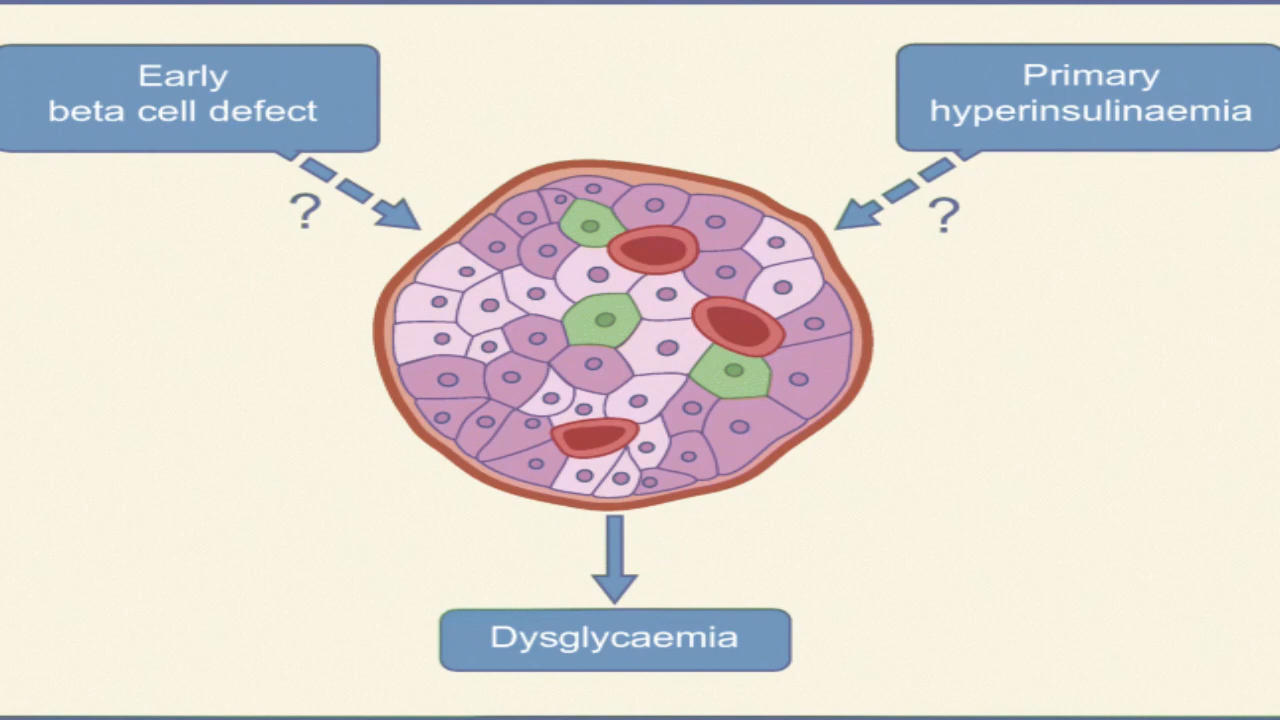 Early
beta cell defect
Primary
hyperinsulinaemia
?
?
Dysglycaemia